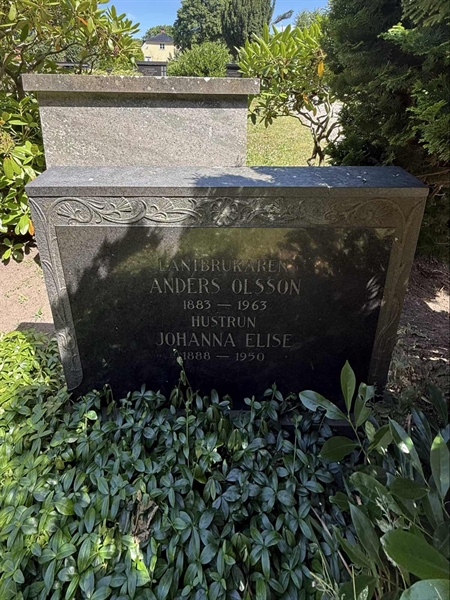 LANTBRUKAREN
ANDERS OLSSON
1883 — 1963
HUSTRUN
JOHANNA ELISE
1888 — 1950